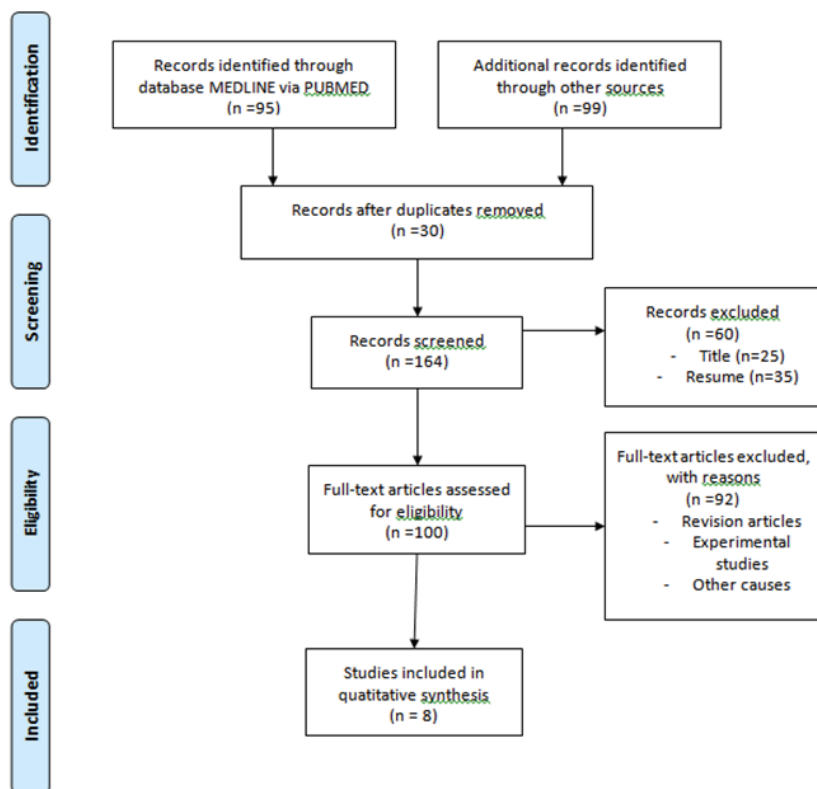 Identification
Records identified through
database MEDLINE via PUBMED
(n =95)
Additional records identified
through other sources
(n =99)
Records after duplicates removed
(n =30)
Screening
Records screened
(n =164)
Records excluded
(n =60)
- Title (n=25)
- Resume (n=35)
Eligibility
Full-text articles assessed
for eligibility
(n =100)
Full-text articles excluded,
with reasons
(n =92)
- Revision articles
- Experimental
studies
- Other causes
Included
Studies included in
quatitative synthesis
(n = 8)